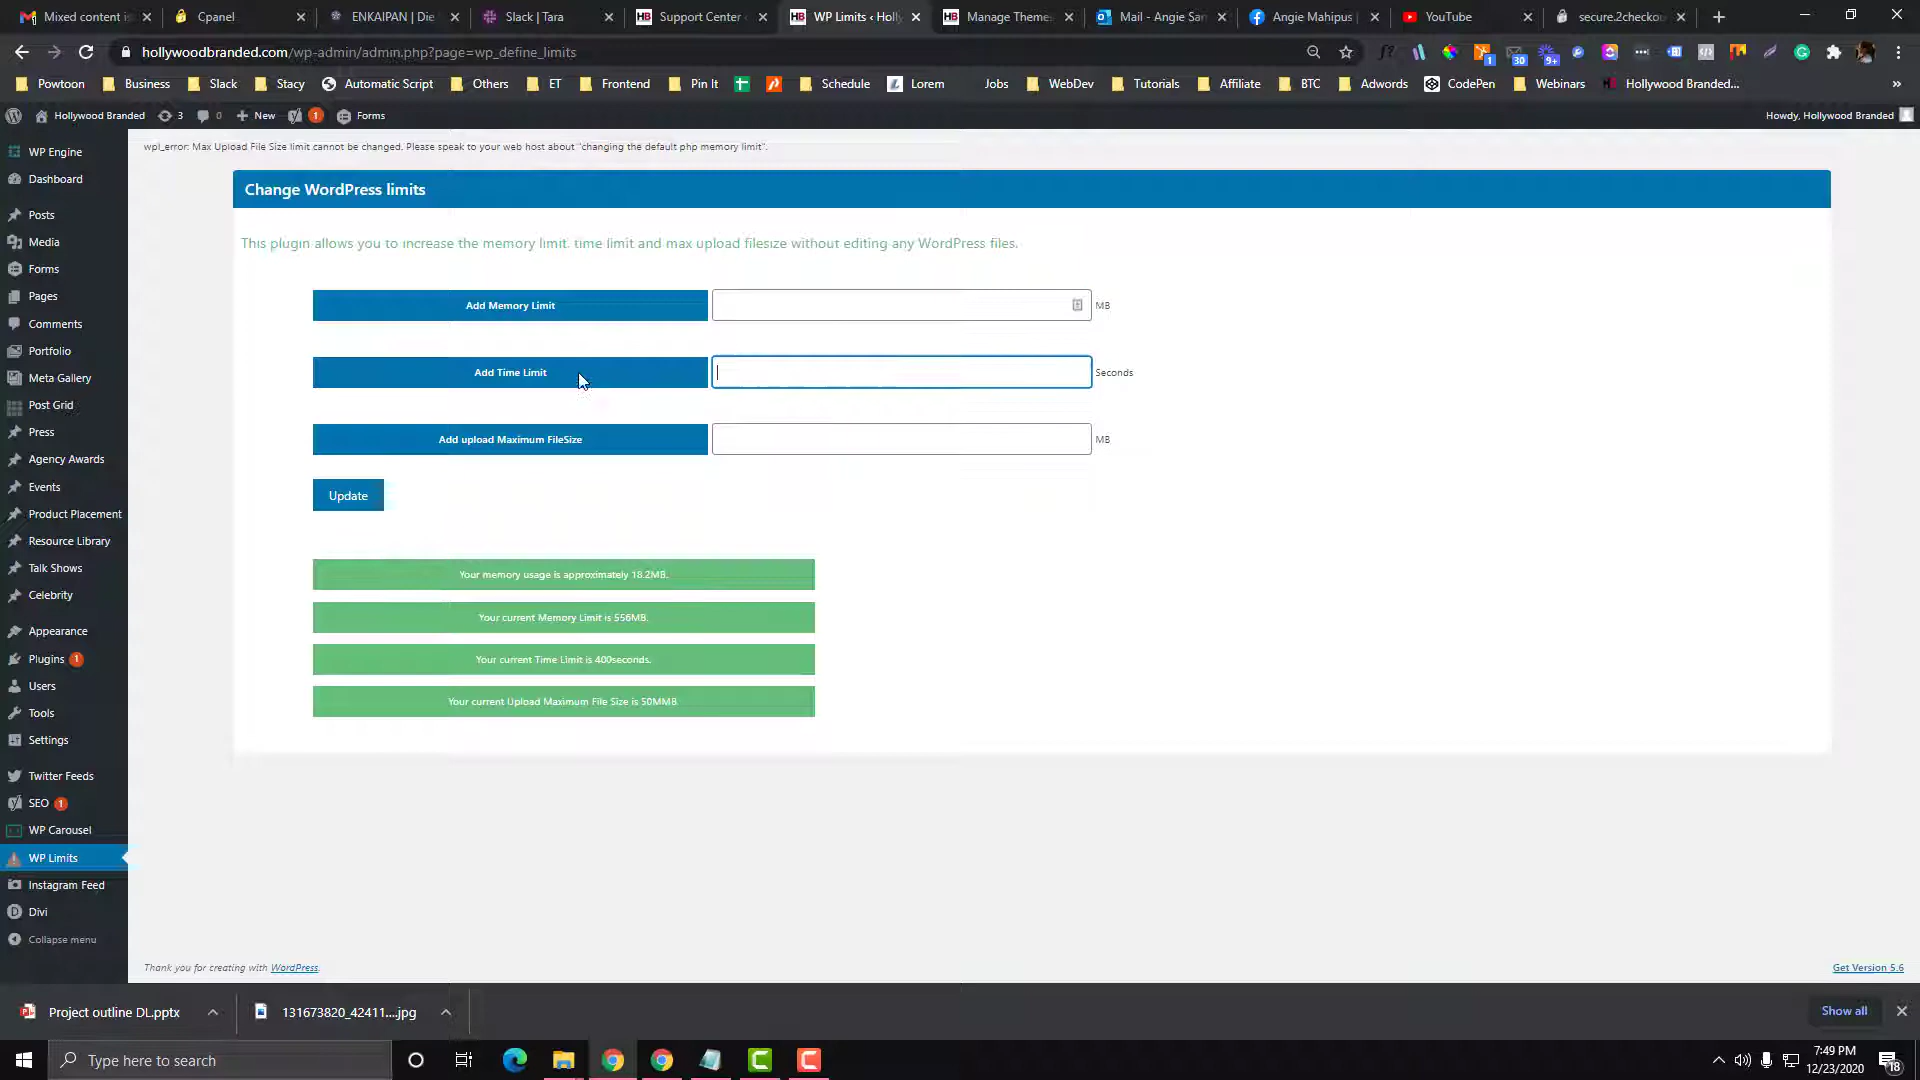 Mixed content is
Cpanel
ENKAIPAN | Die
Slack | Tara
HB Support Center
HB WP Limits ‹ Holly
HB Manage Themes
Mail - Angie Sar
Angie Mahipus
YouTube
secure.2checkou
hollywoodbranded.com/wp-admin/admin.php?page=wp_define_limits
1
30
9+
Powtoon
Business
Slack
Stacy
Automatic Script
Others
ET
Frontend
Pin It
Schedule
Lorem
Jobs
WebDev
Tutorials
Affiliate
BTC
Adwords
CodePen
Webinars
Hollywood Branded...
»
Hollywood Branded
3
0
New
1
Forms
Howdy, Hollywood Branded
WP Engine
Dashboard
Posts
Media
Forms
Pages
Comments
Portfolio
Meta Gallery
Post Grid
Press
Agency Awards
Events
Product Placement
Resource Library
Talk Shows
Celebrity
Appearance
Plugins 1
Users
Tools
Settings
Twitter Feeds
SEO 1
WP Carousel
WP Limits
Instagram Feed
Divi
Collapse menu
wpl_error: Max Upload File Size limit cannot be changed. Please speak to your web host about "changing the default php memory limit".
Change WordPress limits
This plugin allows you to increase the memory limit, time limit and max upload filesize without editing any WordPress files.
Add Memory Limit
MB
Add Time Limit
Seconds
Add upload Maximum FileSize
MB
Update
Your memory usage is approximately 18.2MB.
Your current Memory Limit is 556MB.
Your current Time Limit is 400seconds.
Your current Upload Maximum File Size is 50MMB.
Thank you for creating with WordPress.
Get Version 5.6
Project outline DL.pptx
131673820_42411....jpg
Show all
Type here to search
7:49 PM
12/23/2020
18